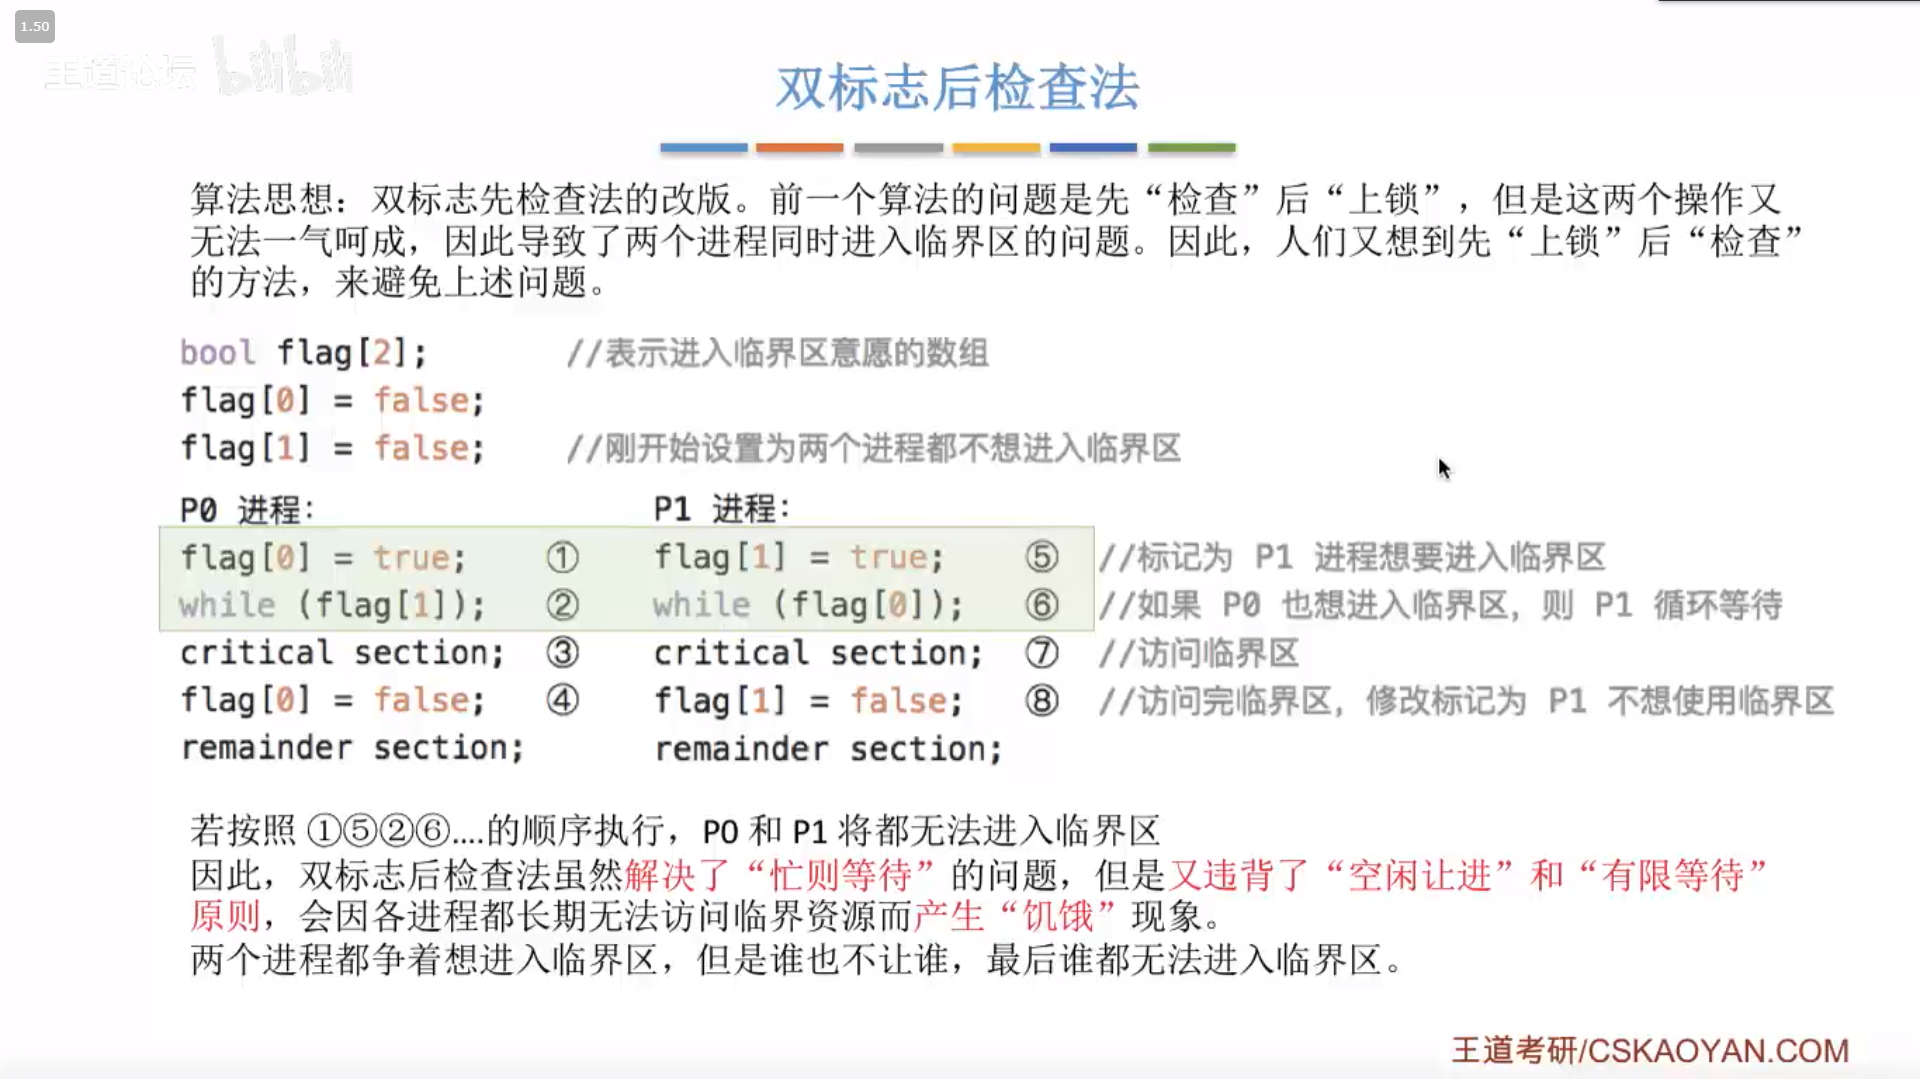 1.50
王道论坛 bilibili
双标志后检查法
算法思想：双标志先检查法的改版。前一个算法的问题是先“检查”后“上锁”，但是这两个操作又
无法一气呵成，因此导致了两个进程同时进入临界区的问题。因此，人们又想到先“上锁”后“检查”
的方法，来避免上述问题。
bool flag[2]; //表示进入临界区意愿的数组
flag[0] = false;
flag[1] = false; //刚开始设置为两个进程都不想进入临界区
P0 进程： P1 进程：
flag[0] = true; ① flag[1] = true; ⑤ //标记为 P1 进程想要进入临界区
while (flag[1]); ② while (flag[0]); ⑥ //如果 P0 也想进入临界区，则 P1 循环等待
critical section; ③ critical section; ⑦ //访问临界区
flag[0] = false; ④ flag[1] = false; ⑧ //访问完临界区，修改标记为 P1 不想使用临界区
remainder section; remainder section;
若按照 ①⑤②⑥....的顺序执行，P0 和 P1 将都无法进入临界区
因此，双标志后检查法虽然解决了“忙则等待”的问题，但是又违背了“空闲让进”和“有限等待”
原则，会因各进程都长期无法访问临界资源而产生“饥饿”现象。
两个进程都争着想进入临界区，但是谁也不让谁，最后谁都无法进入临界区。
王道考研/CSKAOYAN.COM